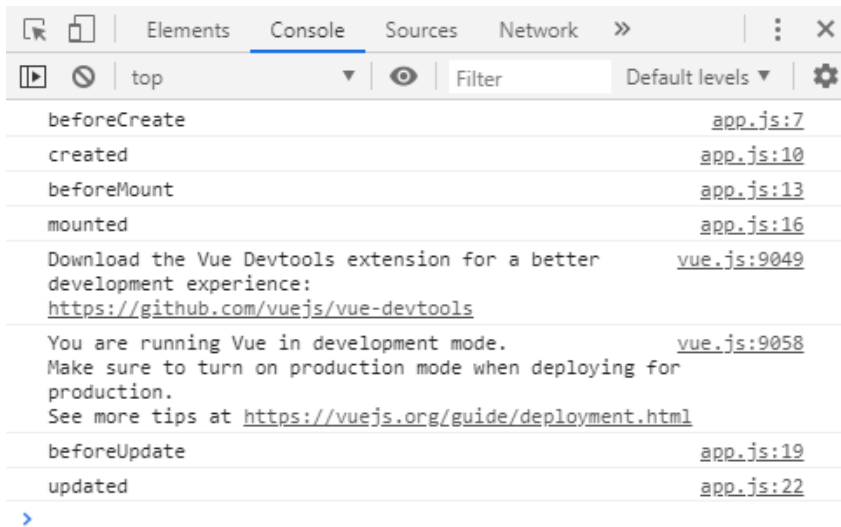 Elements Console Sources Network »
top Filter Default levels
beforeCreate app.js:7
created app.js:10
beforeMount app.js:13
mounted app.js:16
Download the Vue Devtools extension for a better vue.js:9049
development experience:
https://github.com/vuejs/vue-devtools
You are running Vue in development mode. vue.js:9058
Make sure to turn on production mode when deploying for
production.
See more tips at https://vuejs.org/guide/deployment.html
beforeUpdate app.js:19
updated app.js:22